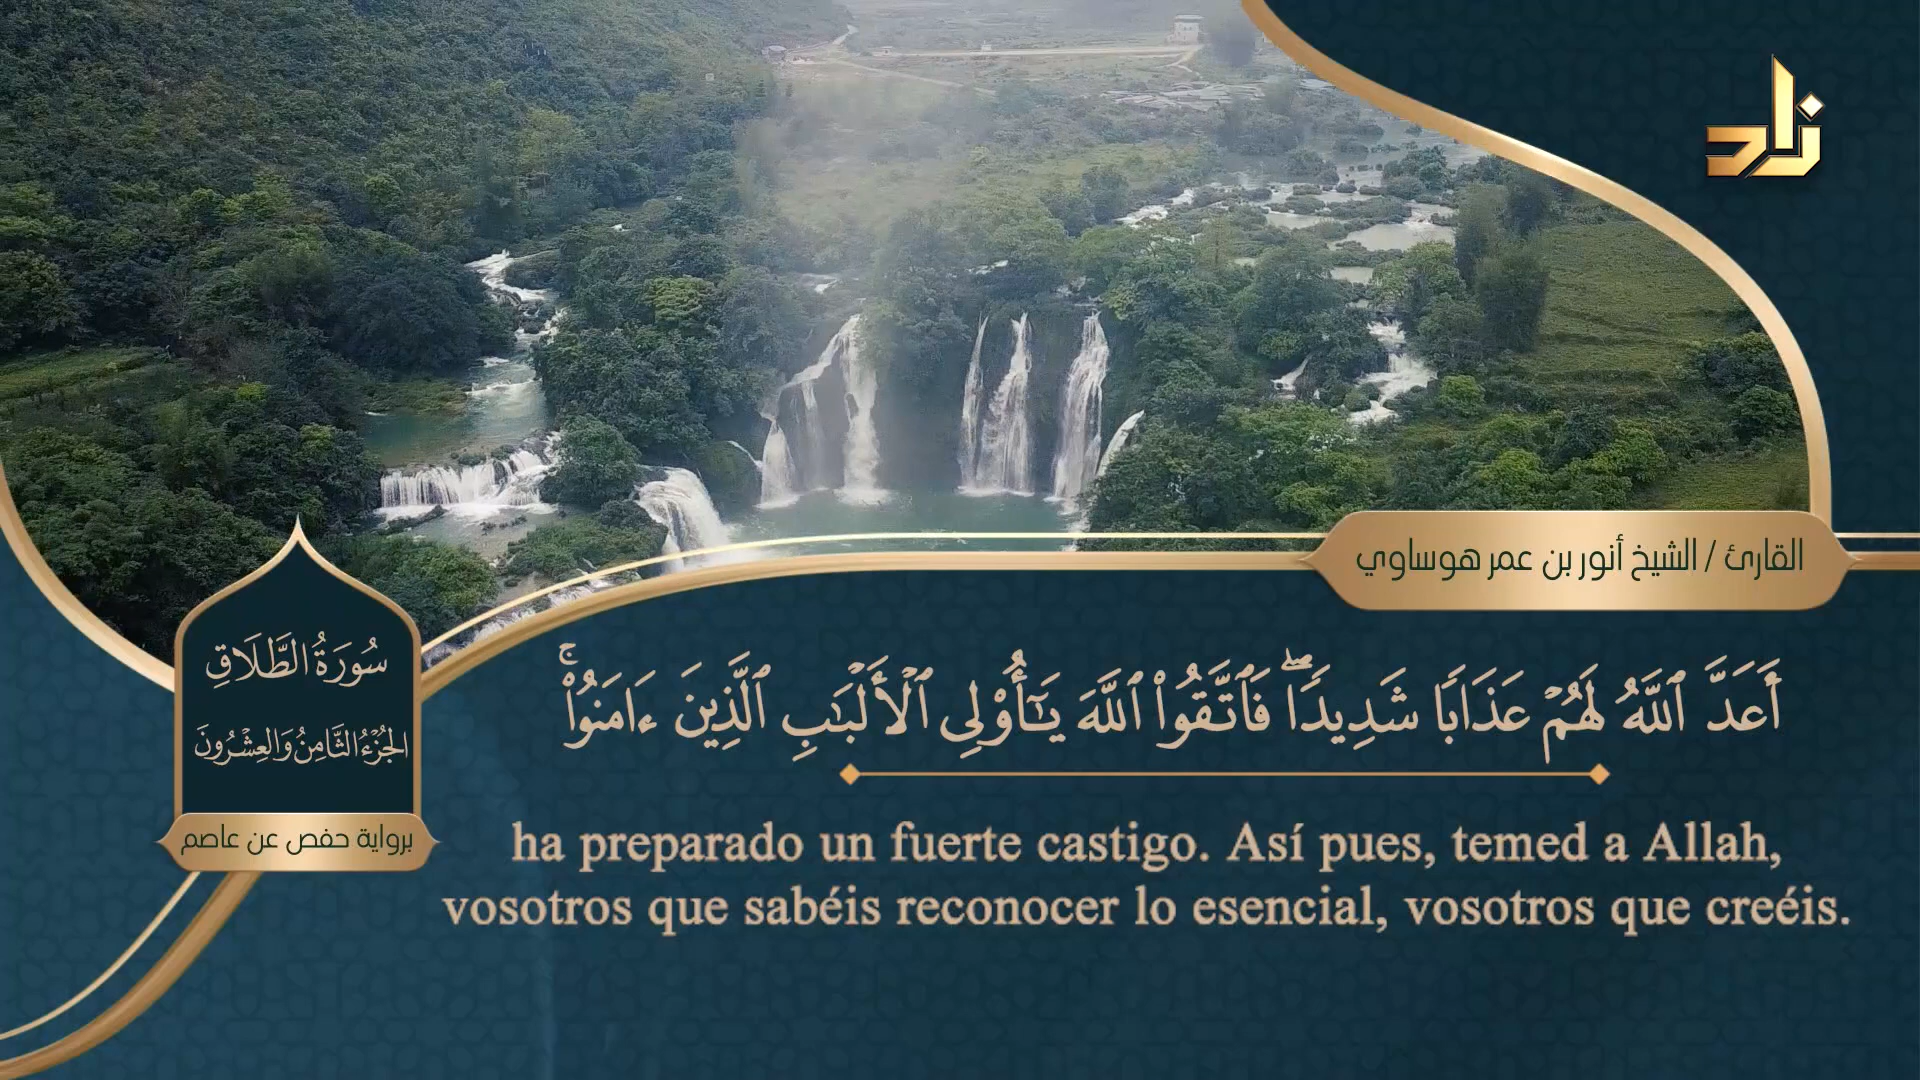 زاد
القارئ / الشيخ أنور بن عمر هوساوي
سُورَةُ الطَّلَاقِ
الجُزْءُ الثَّامِنُ وَالعِشْرُونَ
برواية حفص عن عاصم
أَعَدَّ ٱللَّهُ لَهُمْ عَذَابًا شَدِيدًاۖ فَٱتَّقُوا۟ ٱللَّهَ يَـٰٓأُو۟لِى ٱلْأَلْبَـٰبِ ٱلَّذِينَ ءَامَنُوا۟ۚ
ha preparado un fuerte castigo. Así pues, temed a Allah,
vosotros que sabéis reconocer lo esencial, vosotros que creéis.